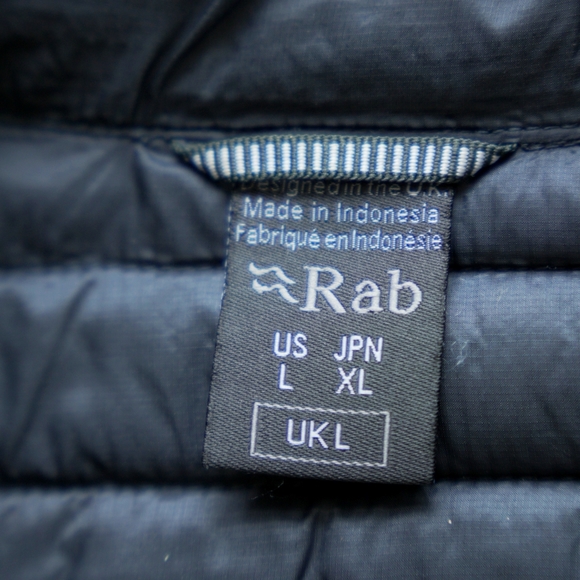 Designed in the U.K.
Made in Indonesia
Fabriqué en Indonésie
Rab
US JPN
L XL
UK L